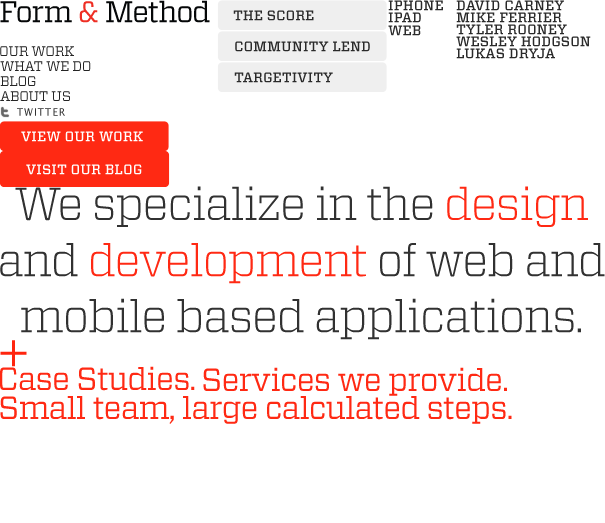 Form & Method
OUR WORK
WHAT WE DO
BLOG
ABOUT US
TWITTER
VIEW OUR WORK
VISIT OUR BLOG
THE SCORE
COMMUNITY LEND
TARGETIVITY
IPHONE
IPAD
WEB
DAVID CARNEY
MIKE FERRIER
TYLER ROONEY
WESLEY HODGSON
LUKAS DRYJA
We specialize in the design
and development of web and
mobile based applications.
+
Case Studies. Services we provide.
Small team, large calculated steps.